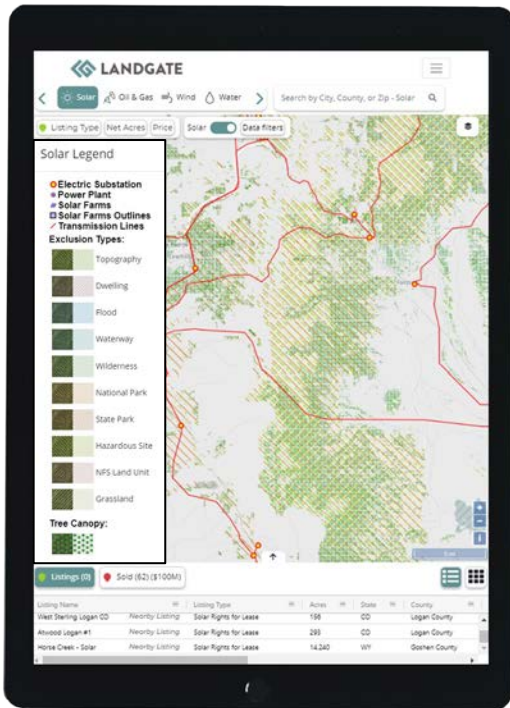 LANDGATE
Solar Oil & Gas Wind Water Search by City, County, or Zip - Solar
Listing Type Net Acres Price Solar Data filters
Solar Legend
Electric Substation
Power Plant
Solar Farms
Solar Farms Outlines
Transmission Lines
Exclusion Types:
Topography
Dwelling
Flood
Waterway
Wilderness
National Park
State Park
Hazardous Site
NFS Land Unit
Grassland
Tree Canopy:
Listings (0) Sold (62) ($100M)
Listing Name Listing Type Acres State County
West Sterling Logan CO Nearby Listing Solar Rights for Lease 156 CO Logan County
Atwood Logan #1 Nearby Listing Solar Rights for Lease 293 CO Logan County
Horse Creek - Solar Nearby Listing Solar Rights for Lease 14,240 WY Goshen County